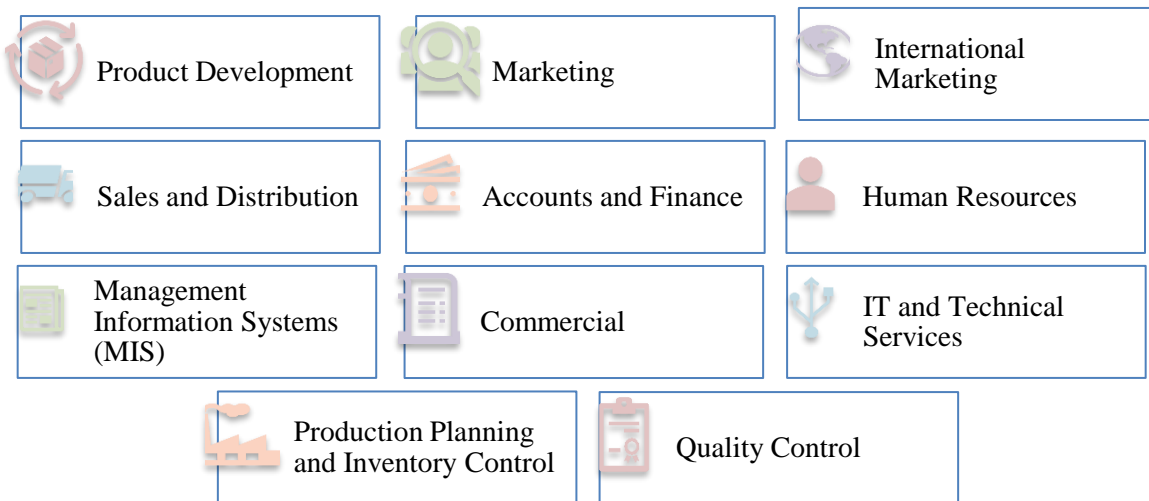 Product Development
Marketing
International
Marketing
Sales and Distribution
Accounts and Finance
Human Resources
Management
Information Systems
(MIS)
Commercial
IT and Technical
Services
Production Planning
and Inventory Control
Quality Control